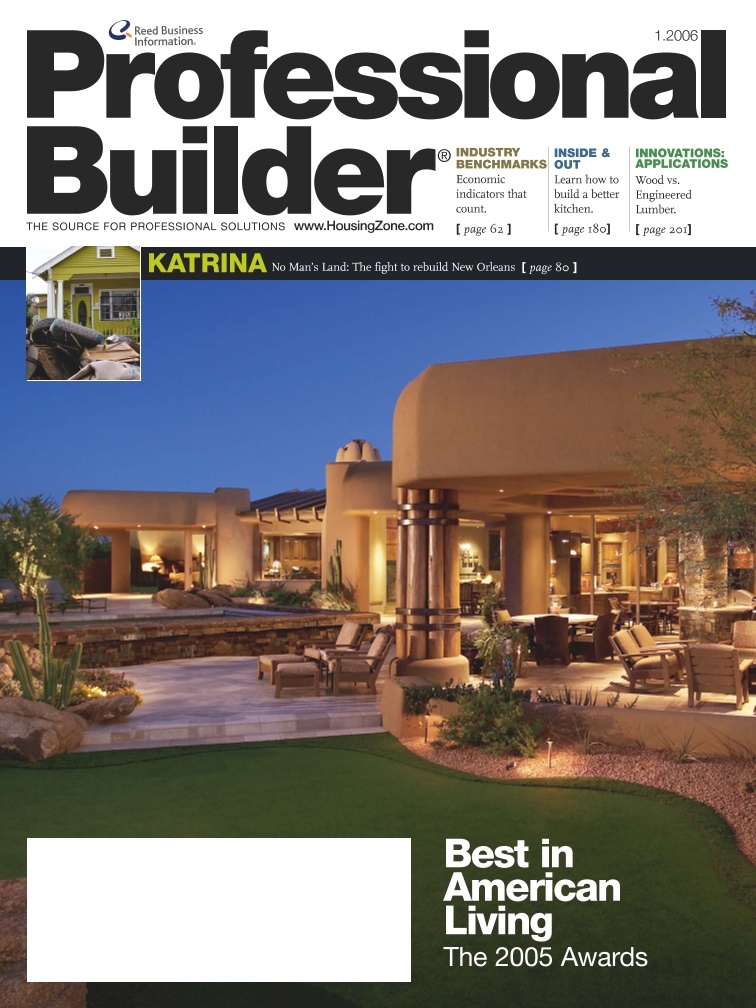 Reed Business
Information®
1.2006
Professional
Builder®
THE SOURCE FOR PROFESSIONAL SOLUTIONS www.HousingZone.com
INDUSTRY
BENCHMARKS
Economic
indicators that
count.
[ page 62 ]
INSIDE &
OUT
Learn how to
build a better
kitchen.
[ page 180]
INNOVATIONS:
APPLICATIONS
Wood vs.
Engineered
Lumber.
[ page 201]
KATRINA No Man's Land: The fight to rebuild New Orleans [ page 80 ]
Best in
American
Living
The 2005 Awards